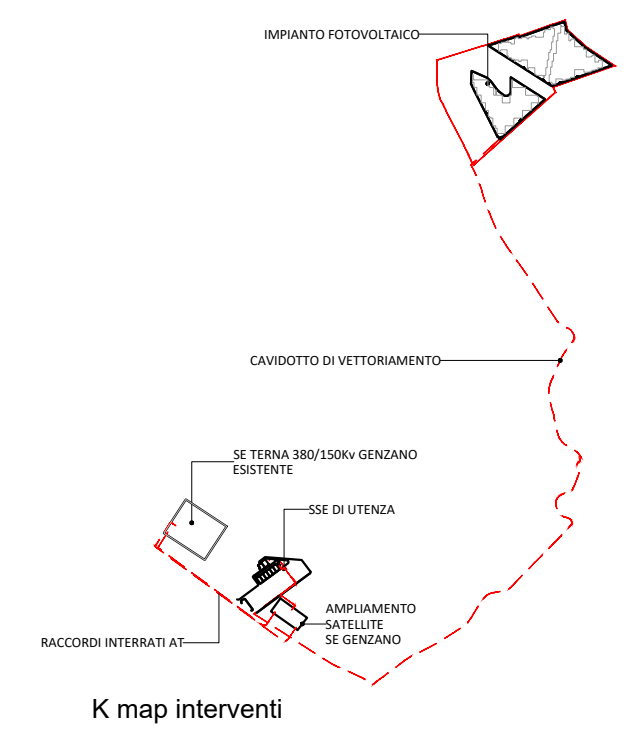 IMPIANTO FOTOVOLTAICO
CAVIDOTTO DI VETTORIAMENTO
SE TERNA 380/150Kv GENZANO
ESISTENTE
SSE DI UTENZA
AMPLIAMENTO
SATELLITE
SE GENZANO
RACCORDI INTERRATI AT
K map interventi